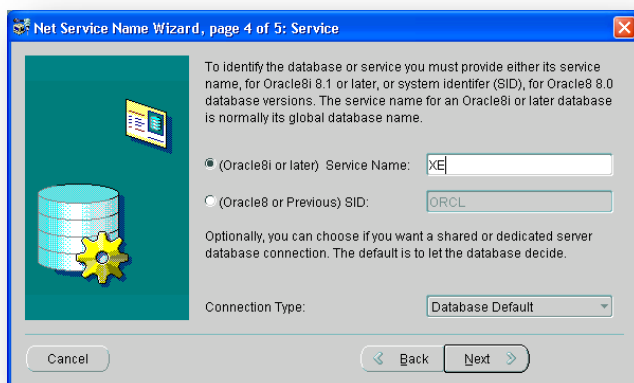 Net Service Name Wizard, page 4 of 5: Service
To identify the database or service you must provide either its service
name, for Oracle8i 8.1 or later, or system identifer (SID), for Oracle8 8.0
database versions. The service name for an Oracle8i or later database
is normally its global database name.
(Oracle8i or later) Service Name: XE
(Oracle8 or Previous) SID: ORCL
Optionally, you can choose if you want a shared or dedicated server
database connection. The default is to let the database decide.
Connection Type: Database Default
Cancel Back Next